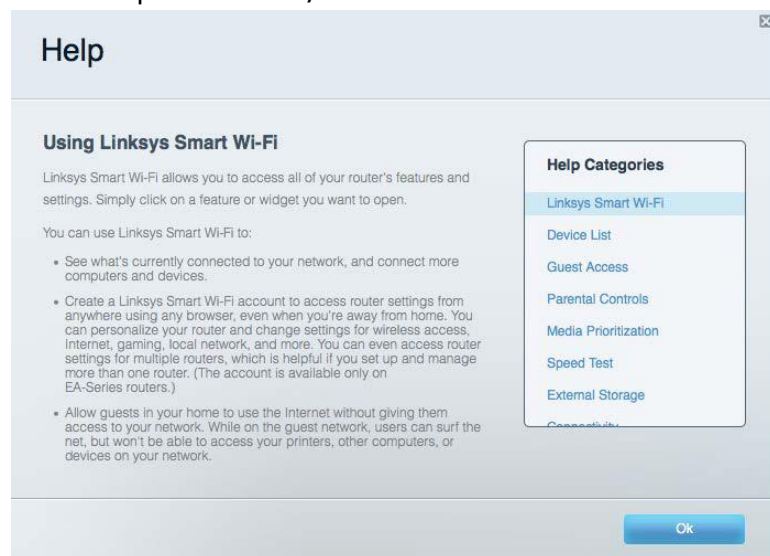 Help
Using Linksys Smart Wi-Fi
Linksys Smart Wi-Fi allows you to access all of your router's features and
settings. Simply click on a feature or widget you want to open.
You can use Linksys Smart Wi-Fi to:
• See what's currently connected to your network, and connect more
computers and devices.
• Create a Linksys Smart Wi-Fi account to access router settings from
anywhere using any browser, even when you're away from home. You
can personalize your router and change settings for wireless access,
Internet, gaming, local network, and more. You can even access router
settings for multiple routers, which is helpful if you set up and manage
more than one router. (The account is available only on
EA-Series routers.)
• Allow guests in your home to use the Internet without giving them
access to your network. While on the guest network, users can surf the
net, but won't be able to access your printers, other computers, or
devices on your network.
Help Categories
Linksys Smart Wi-Fi
Device List
Guest Access
Parental Controls
Media Prioritization
Speed Test
External Storage
Connectivity
Ok